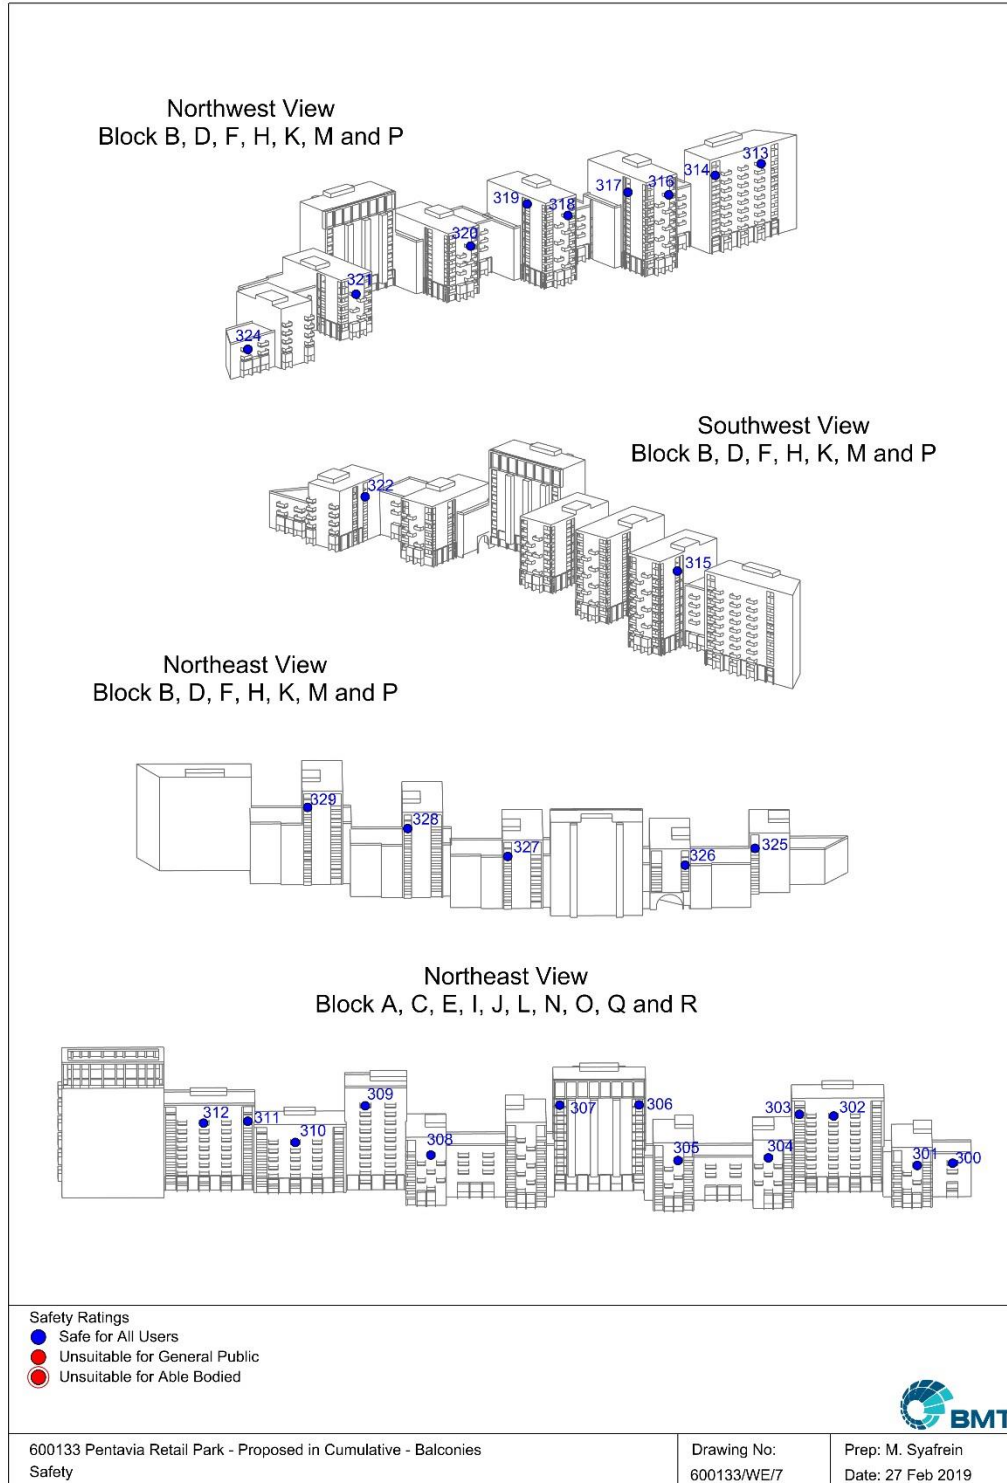 Northwest View
Block B, D, F, H, K, M and P
313
314
316
317
318
319
320
321
324
Southwest View
Block B, D, F, H, K, M and P
322
315
Northeast View
Block B, D, F, H, K, M and P
329
328
327
326
325
Northeast View
Block A, C, E, I, J, L, N, O, Q and R
312
311
310
309
308
307
306
305
304
303
302
301
300
Safety Ratings
Safe for All Users
Unsuitable for General Public
Unsuitable for Able Bodied
BMT
600133 Pentavia Retail Park - Proposed in Cumulative - Balconies
Safety
Drawing No:
600133/WE/7
Prep: M. Syafrein
Date: 27 Feb 2019